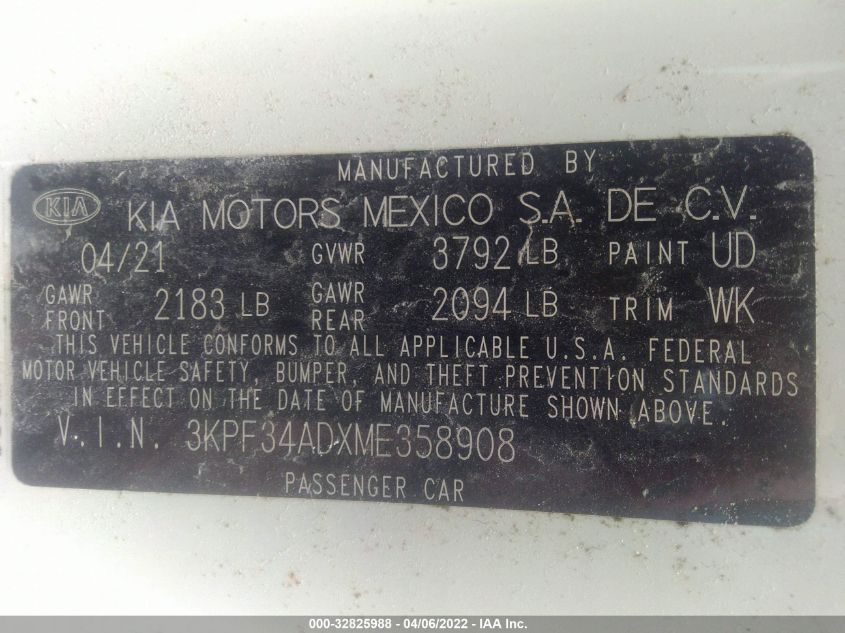 MANUFACTURED BY
KIA KIA MOTORS MEXICO S.A. DE C.V.
04/21 GVWR 3792 LB PAINT UD
GAWR FRONT 2183 LB GAWR REAR 2094 LB TRIM WK
THIS VEHICLE CONFORMS TO ALL APPLICABLE U.S.A. FEDERAL
MOTOR VEHICLE SAFETY, BUMPER, AND THEFT PREVENTION STANDARDS
IN EFFECT ON THE DATE OF MANUFACTURE SHOWN ABOVE.
V.I.N. 3KPF34ADXME358908
PASSENGER CAR
000-32825988 - 04/06/2022 - IAA Inc.